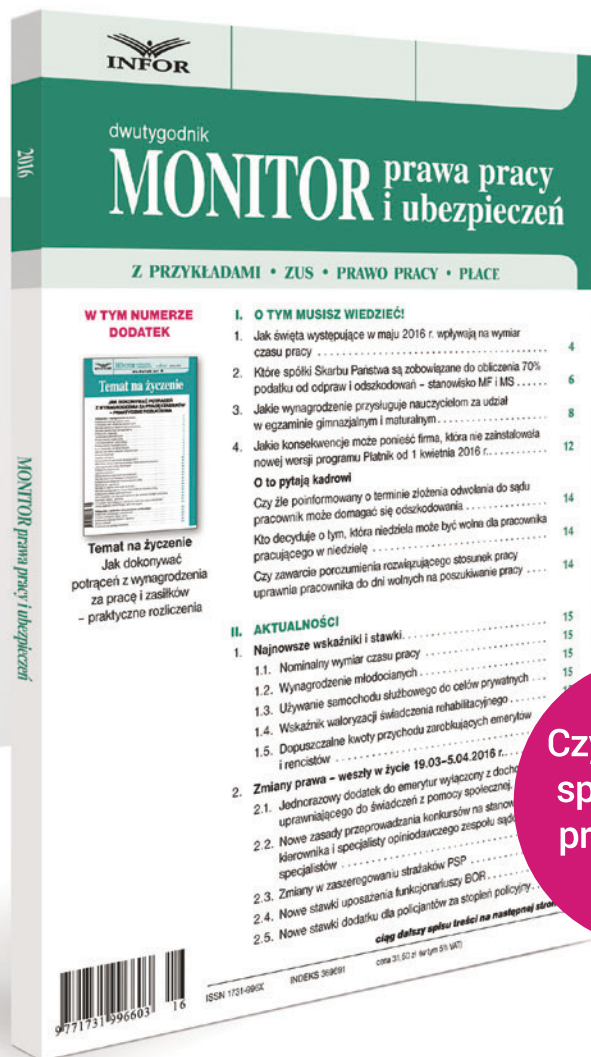 INFOR
2016
dwutygodnik
MONITOR prawa pracy
i ubezpieczeń
Z PRZYKŁADAMI • ZUS • PRAWO PRACY • PŁACE
MONITOR prawa pracy i ubezpieczeń
W TYM NUMERZE
DODATEK
Temat na życzenie
JAK DOKONYWAĆ POTRĄCEŃ
Z WYNAGRODZENIA
Temat na życzenie
Jak dokonywać
potrąceń z wynagrodzenia
za pracę i zasiłków
– praktyczne rozliczenia
I. O TYM MUSISZ WIEDZIEĆ!
1. Jak święta występujące w maju 2016 r. wpływają na wymiar
czasu pracy 4
2. Które spółki Skarbu Państwa są zobowiązane do obliczenia 70%
podatku od odpraw i odszkodowań – stanowisko MF i MS 6
3. Jakie wynagrodzenie przysługuje nauczycielom za udział
w egzaminie gimnazjalnym i maturalnym 8
4. Jakie konsekwencje może ponieść firma, która nie zainstalowała
nowej wersji programu Płatnik od 1 kwietnia 2016 r. 12
O to pytają kadrowi
Czy źle poinformowany o terminie złożenia odwołania do sądu
pracownik może domagać się odszkodowania 14
Kto decyduje o tym, która niedziela może być wolna dla pracownika
pracującego w niedzielę 14
Czy zawarcie porozumienia rozwiązującego stosunek pracy
uprawnia pracownika do dni wolnych na poszukiwanie pracy 14
II. AKTUALNOŚCI 15
1. Najnowsze wskaźniki i stawki 15
1.1. Nominalny wymiar czasu pracy 15
1.2. Wynagrodzenie młodocianych 15
1.3. Używanie samochodu służbowego do celów prywatnych
1.4. Wskaźnik waloryzacji świadczenia rehabilitacyjnego
1.5. Dopuszczalne kwoty przychodu zarobkujących emerytów
i rencistów
2. Zmiany prawa – weszły w życie 19.03–5.04.2016 r.
2.1. Jednorazowy dodatek do emerytur wyłączony z docho
uprawniającego do świadczeń z pomocy społecznej
2.2. Nowe zasady przeprowadzania konkursów na stanow
kierownika i specjalisty opiniodawczego zespołu sądo
specjalistów
2.3. Zmiany w zaszeregowaniu strażaków PSP
2.4. Nowe stawki uposażenia funkcjonariuszy BOR
2.5. Nowe stawki dodatku dla policjantów za stopień policyjny
ciąg dalszy spisu treści na następnej stron
ISSN 1731-996X INDEKS 369691 cena 31,50 zł (w tym 5% VAT)
9 771731 996603 16
Czy
sp
pr